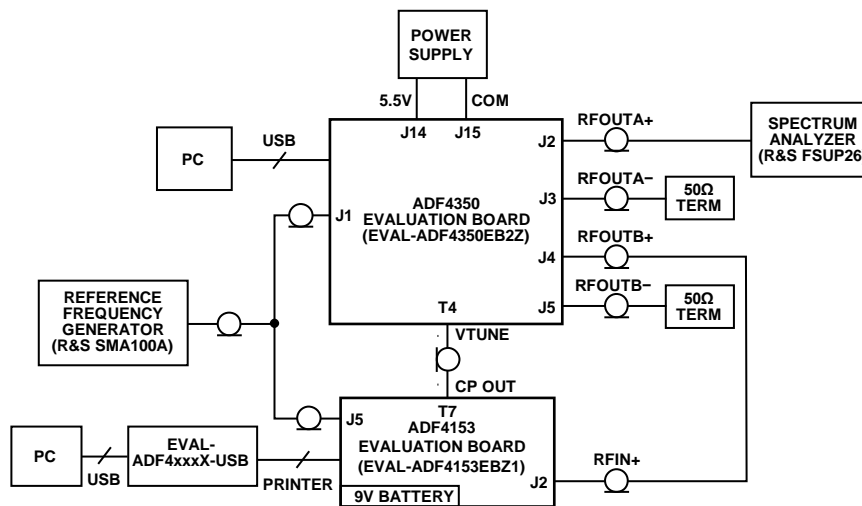 POWER
SUPPLY
5.5V
COM
J14
J15
USB
PC
J1
ADF4350
EVALUATION BOARD
(EVAL-ADF4350EB2Z)
J2
J3
J4
J5
T4
RFOUTA+
RFOUTA−
RFOUTB+
RFOUTB−
SPECTRUM
ANALYZER
(R&S FSUP26
50Ω
TERM
50Ω
TERM
REFERENCE
FREQUENCY
GENERATOR
(R&S SMA100A)
VTUNE
CP OUT
T7
J5
ADF4153
EVALUATION BOARD
(EVAL-ADF4153EBZ1)
J2
9V BATTERY
RFIN+
PC
USB
EVAL-
ADF4xxxX-USB
PRINTER